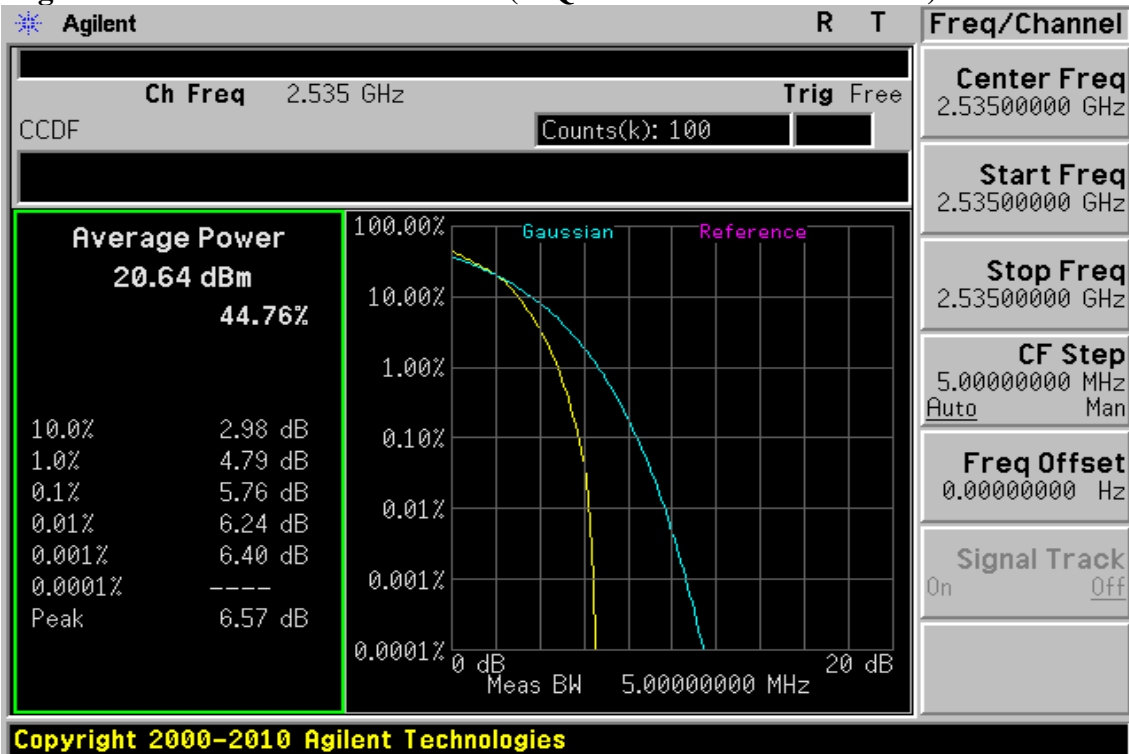 Agilent R T Freq/Channel
Ch Freq 2.535 GHz Trig Free
CCDF Counts(k): 100
Average Power
20.64 dBm
44.76%
10.0% 2.98 dB
1.0% 4.79 dB
0.1% 5.76 dB
0.01% 6.24 dB
0.001% 6.40 dB
0.0001% ----
Peak 6.57 dB
Gaussian Reference
100.00%
10.00%
1.00%
0.10%
0.01%
0.001%
0.0001%
0 dB 20 dB
Meas BW 5.00000000 MHz
Center Freq
2.53500000 GHz
Start Freq
2.53500000 GHz
Stop Freq
2.53500000 GHz
CF Step
5.00000000 MHz
Auto Man
Freq Offset
0.00000000 Hz
Signal Track
On Off
Copyright 2000-2010 Agilent Technologies